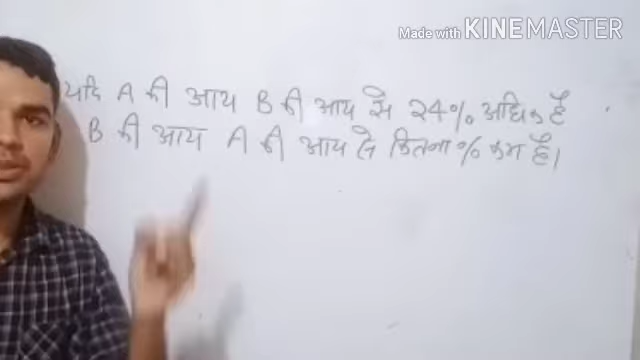 Made with KINEMASTER
यदि A की आय B की आय से 24% अधिक है
B की आय A की आय से कितना % कम है।